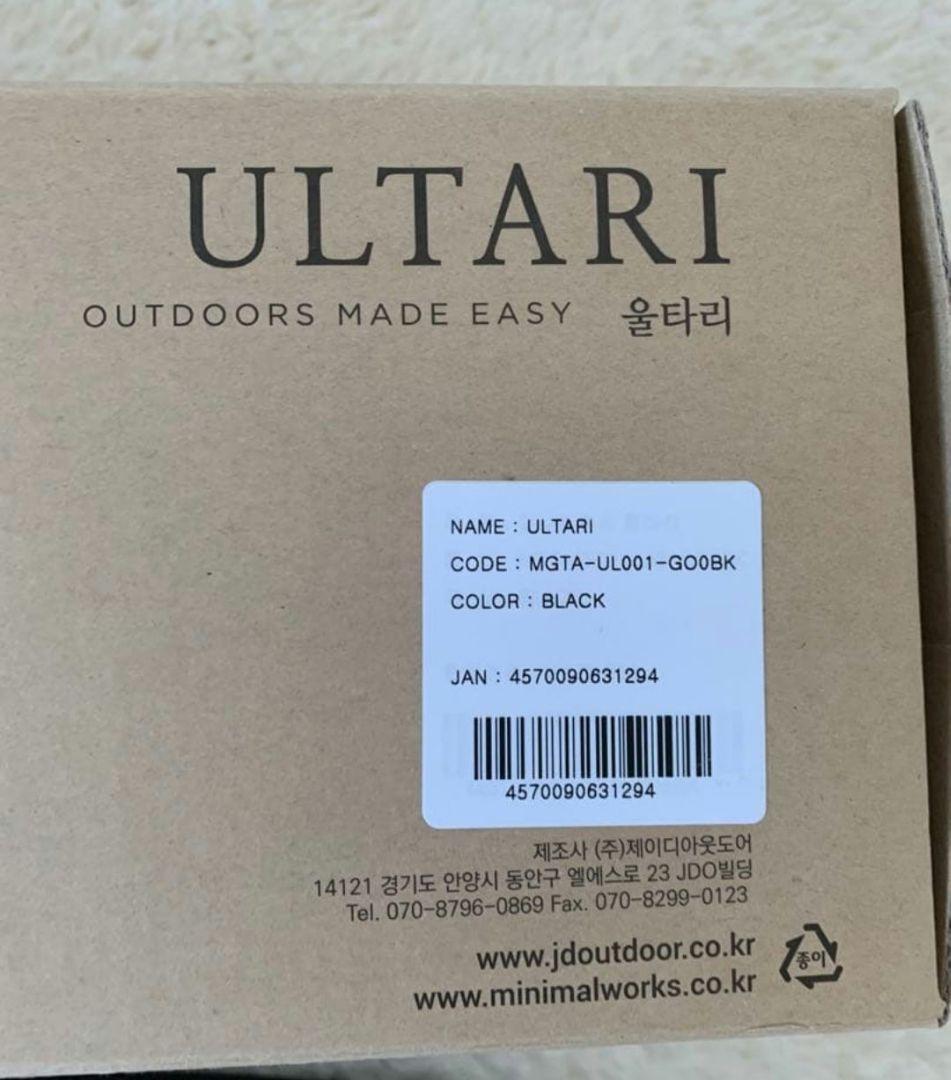 ULTARI
OUTDOORS MADE EASY 울타리
NAME : ULTARI
CODE : MGTA-UL001-GO0BK
COLOR : BLACK
JAN : 4570090631294
4570090631294
제조사 (주)제이디아웃도어
14121 경기도 안양시 동안구 엘에스로 23 JDO빌딩
Tel. 070-8796-0869 Fax. 070-8299-0123
www.jdoutdoor.co.kr
www.minimalworks.co.kr
종이